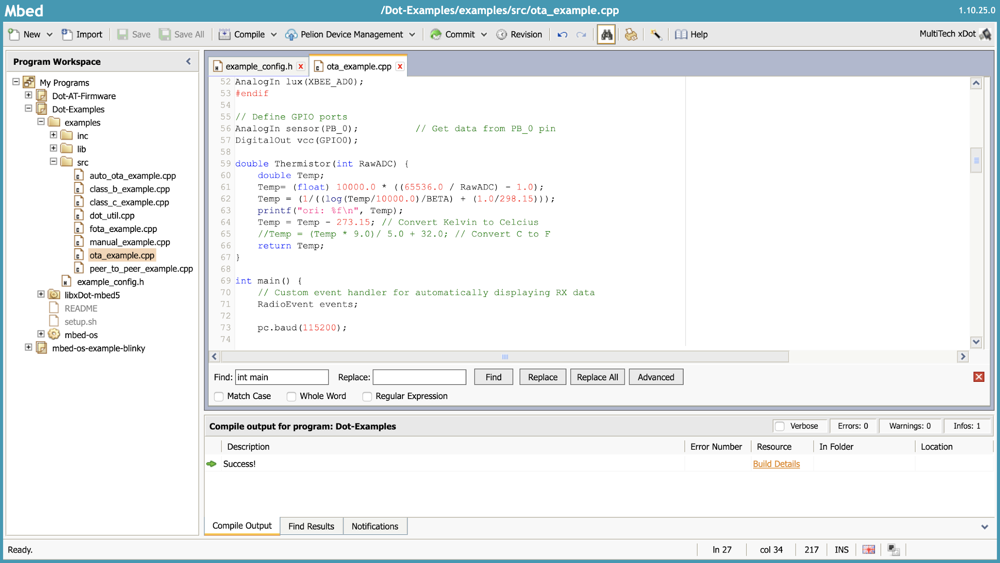 Mbed
/Dot-Examples/examples/src/ota_example.cpp
1.10.25.0
New
Import
Save
Save All
Compile
Pelion Device Management
Commit
Revision
Help
MultiTech xDot
Program Workspace
My Programs
Dot-AT-Firmware
Dot-Examples
examples
inc
lib
src
auto_ota_example.cpp
class_b_example.cpp
class_c_example.cpp
dot_util.cpp
fota_example.cpp
manual_example.cpp
ota_example.cpp
peer_to_peer_example.cpp
example_config.h
libxDot-mbed5
README
setup.sh
mbed-os
mbed-os-example-blinky
example_config.h
ota_example.cpp
52 AnalogIn lux(XBEE_AD0);
53 #endif
54
55 // Define GPIO ports
56 AnalogIn sensor(PB_0); // Get data from PB_0 pin
57 DigitalOut vcc(GPIO0);
58
59 double Thermistor(int RawADC) {
60 double Temp;
61 Temp= (float) 10000.0 * ((65536.0 / RawADC) - 1.0);
62 Temp = (1/((log(Temp/10000.0)/BETA) + (1.0/298.15)));
63 printf("ori: %f\n", Temp);
64 Temp = Temp - 273.15; // Convert Kelvin to Celcius
65 //Temp = (Temp * 9.0)/ 5.0 + 32.0; // Convert C to F
66 return Temp;
67 }
68
69 int main() {
70 // Custom event handler for automatically displaying RX data
71 RadioEvent events;
72
73 pc.baud(115200);
74
Find: int main Replace: Find Replace Replace All Advanced
Match Case Whole Word Regular Expression
Compile output for program: Dot-Examples
Verbose Errors: 0 Warnings: 0 Infos: 1
Description Error Number Resource In Folder Location
Success! Build Details
Compile Output Find Results Notifications
Ready. ln 27 col 34 217 INS